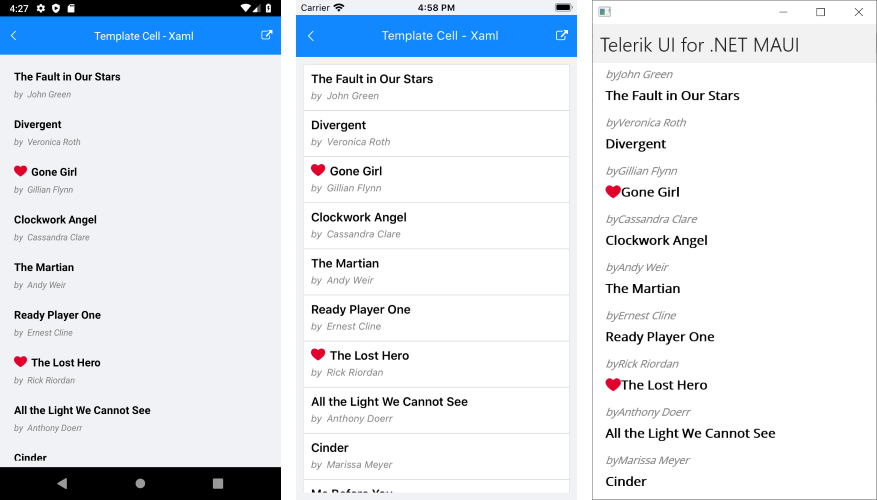 4:27
Template Cell - Xaml
The Fault in Our Stars
by John Green
Divergent
by Veronica Roth
Gone Girl
by Gillian Flynn
Clockwork Angel
by Cassandra Clare
The Martian
by Andy Weir
Ready Player One
by Ernest Cline
The Lost Hero
by Rick Riordan
All the Light We Cannot See
by Anthony Doerr
Cinder
Carrier
4:58 PM
Template Cell - Xaml
The Fault in Our Stars
by John Green
Divergent
by Veronica Roth
Gone Girl
by Gillian Flynn
Clockwork Angel
by Cassandra Clare
The Martian
by Andy Weir
Ready Player One
by Ernest Cline
The Lost Hero
by Rick Riordan
All the Light We Cannot See
by Anthony Doerr
Cinder
by Marissa Meyer
Me Before You
Telerik UI for .NET MAUI
byJohn Green
The Fault in Our Stars
byVeronica Roth
Divergent
byGillian Flynn
Gone Girl
byCassandra Clare
Clockwork Angel
byAndy Weir
The Martian
byErnest Cline
Ready Player One
byRick Riordan
The Lost Hero
byAnthony Doerr
All the Light We Cannot See
byMarissa Meyer
Cinder